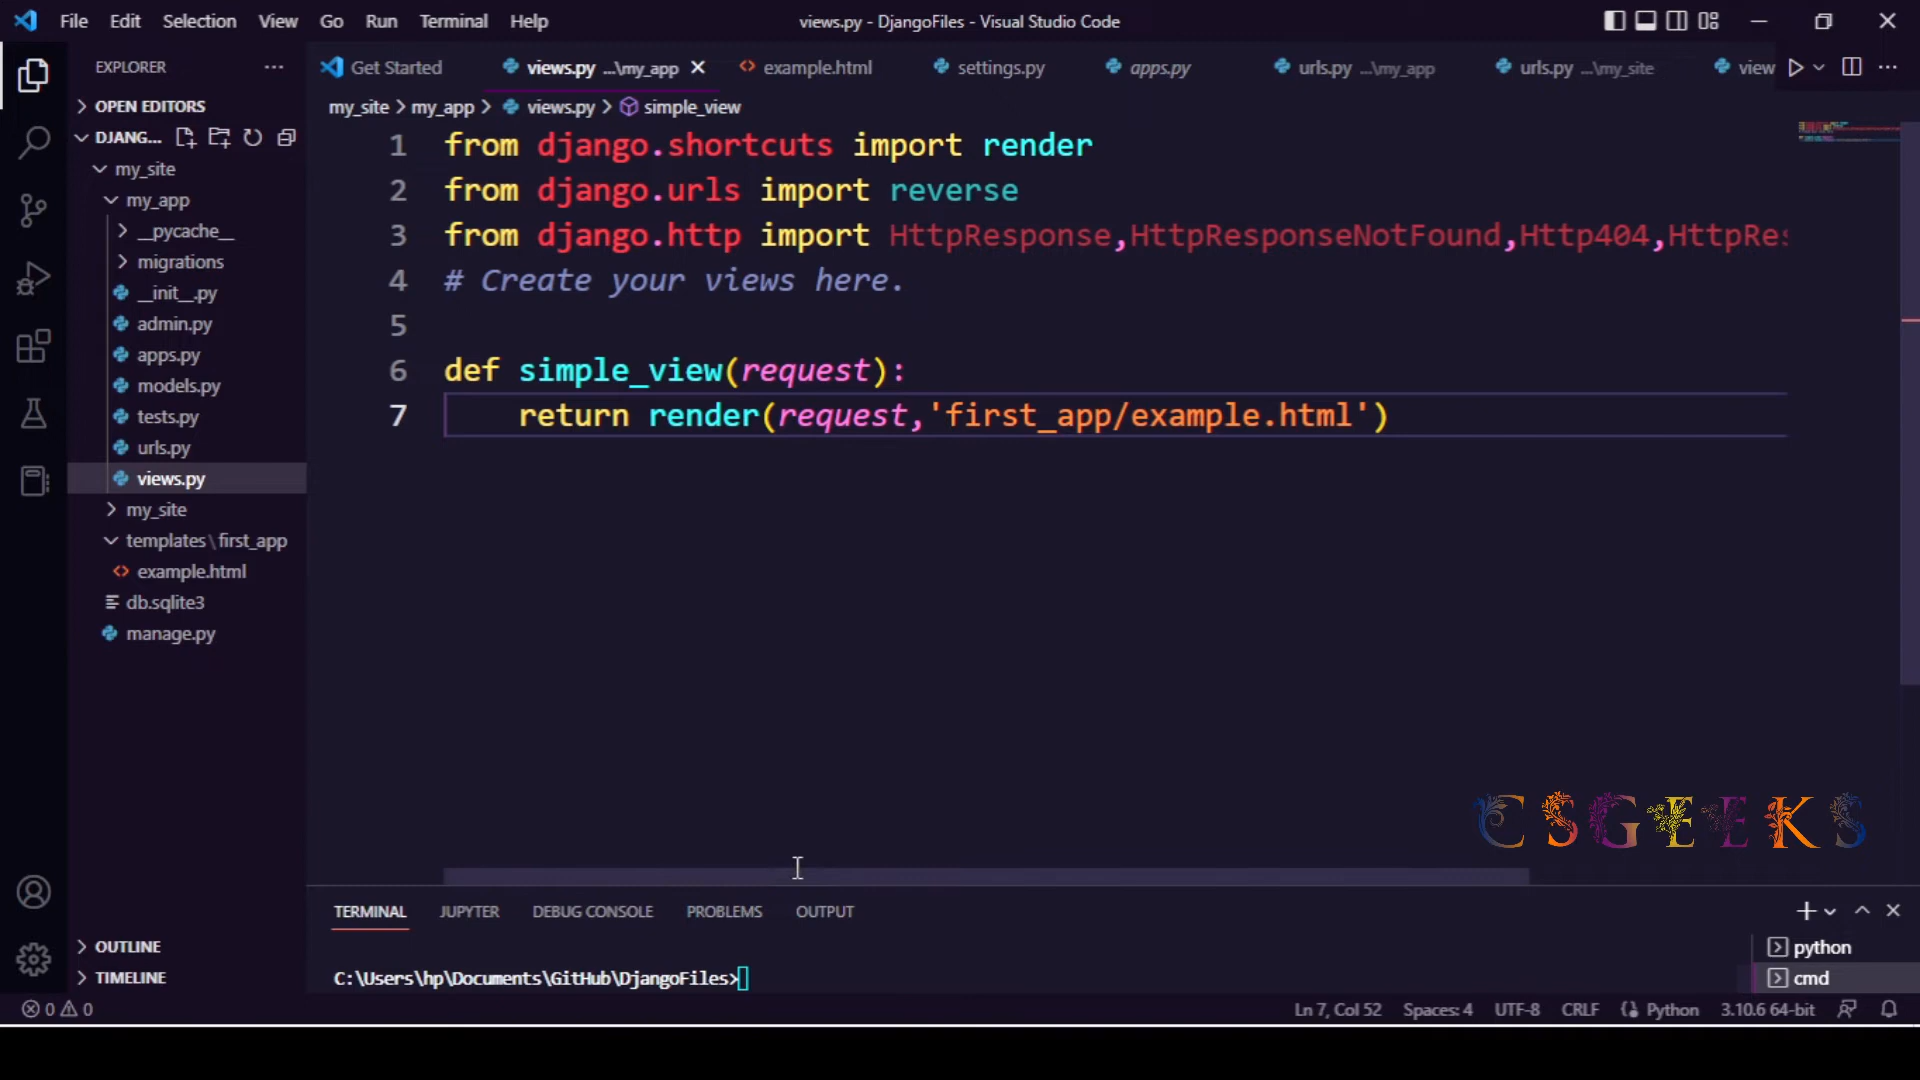 File Edit Selection View Go Run Terminal Help
views.py - DjangoFiles - Visual Studio Code
EXPLORER
Get Started
views.py ...\my_app
example.html
settings.py
apps.py
urls.py ...\my_app
urls.py ...\my_site
view
OPEN EDITORS
my_site > my_app > views.py > simple_view
DJANG...
my_site
my_app
__pycache__
migrations
__init__.py
admin.py
apps.py
models.py
tests.py
urls.py
views.py
my_site
templates\first_app
example.html
db.sqlite3
manage.py
OUTLINE
TIMELINE
1 from django.shortcuts import render
2 from django.urls import reverse
3 from django.http import HttpResponse,HttpResponseNotFound,Http404,HttpRes
4 # Create your views here.
5
6 def simple_view(request):
7 return render(request,'first_app/example.html')
CSGEEKS
TERMINAL JUPYTER DEBUG CONSOLE PROBLEMS OUTPUT
C:\Users\hp\Documents\GitHub\DjangoFiles>
python
cmd
0 0
Ln 7, Col 52 Spaces: 4 UTF-8 CRLF Python 3.10.6 64-bit